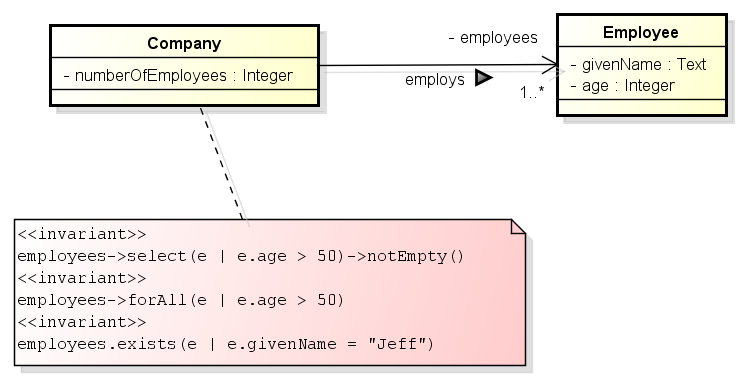 Company
- numberOfEmployees : Integer
- employees
employs
1..*
Employee
- givenName : Text
- age : Integer
<<invariant>>
employees->select(e | e.age > 50)->notEmpty()
<<invariant>>
employees->forAll(e | e.age > 50)
<<invariant>>
employees.exists(e | e.givenName = "Jeff")